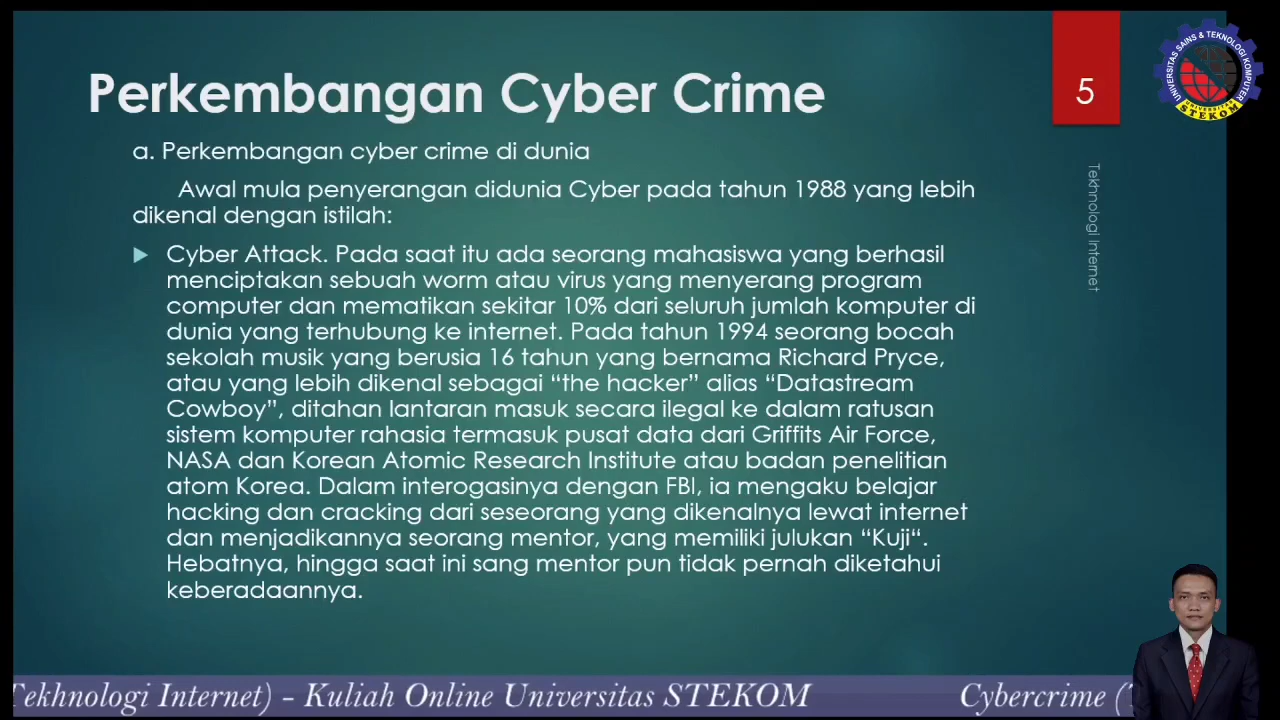 Perkembangan Cyber Crime
5
UNIVERSITAS SAINS & TEKNOLOGI KOMPUTER
UNIVERSITAS
STEKOM
a. Perkembangan cyber crime di dunia
Awal mula penyerangan didunia Cyber pada tahun 1988 yang lebih
dikenal dengan istilah:
Cyber Attack. Pada saat itu ada seorang mahasiswa yang berhasil
menciptakan sebuah worm atau virus yang menyerang program
computer dan mematikan sekitar 10% dari seluruh jumlah komputer di
dunia yang terhubung ke internet. Pada tahun 1994 seorang bocah
sekolah musik yang berusia 16 tahun yang bernama Richard Pryce,
atau yang lebih dikenal sebagai “the hacker” alias “Datastream
Cowboy”, ditahan lantaran masuk secara ilegal ke dalam ratusan
sistem komputer rahasia termasuk pusat data dari Griffits Air Force,
NASA dan Korean Atomic Research Institute atau badan penelitian
atom Korea. Dalam interogasinya dengan FBI, ia mengaku belajar
hacking dan cracking dari seseorang yang dikenalnya lewat internet
dan menjadikannya seorang mentor, yang memiliki julukan “Kuji“.
Hebatnya, hingga saat ini sang mentor pun tidak pernah diketahui
keberadaannya.
Tekhnologi Internet
Tekhnologi Internet) – Kuliah Online Universitas STEKOM Cybercrime (